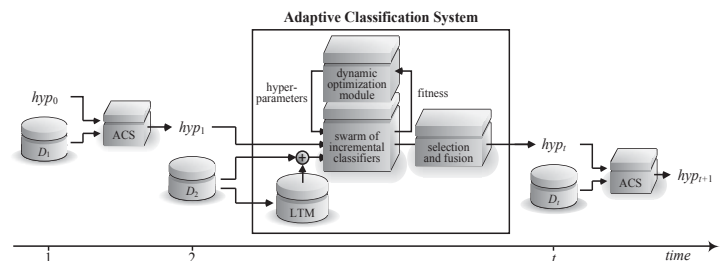 Adaptive Classification System
dynamic
optimization
module
hyper-
parameters
fitness
hyp0
D1
ACS
hyp1
swarm of
incremental
classifiers
selection
and fusion
+
D2
LTM
hypt
Dt
ACS
hypt+1
1
2
t
time